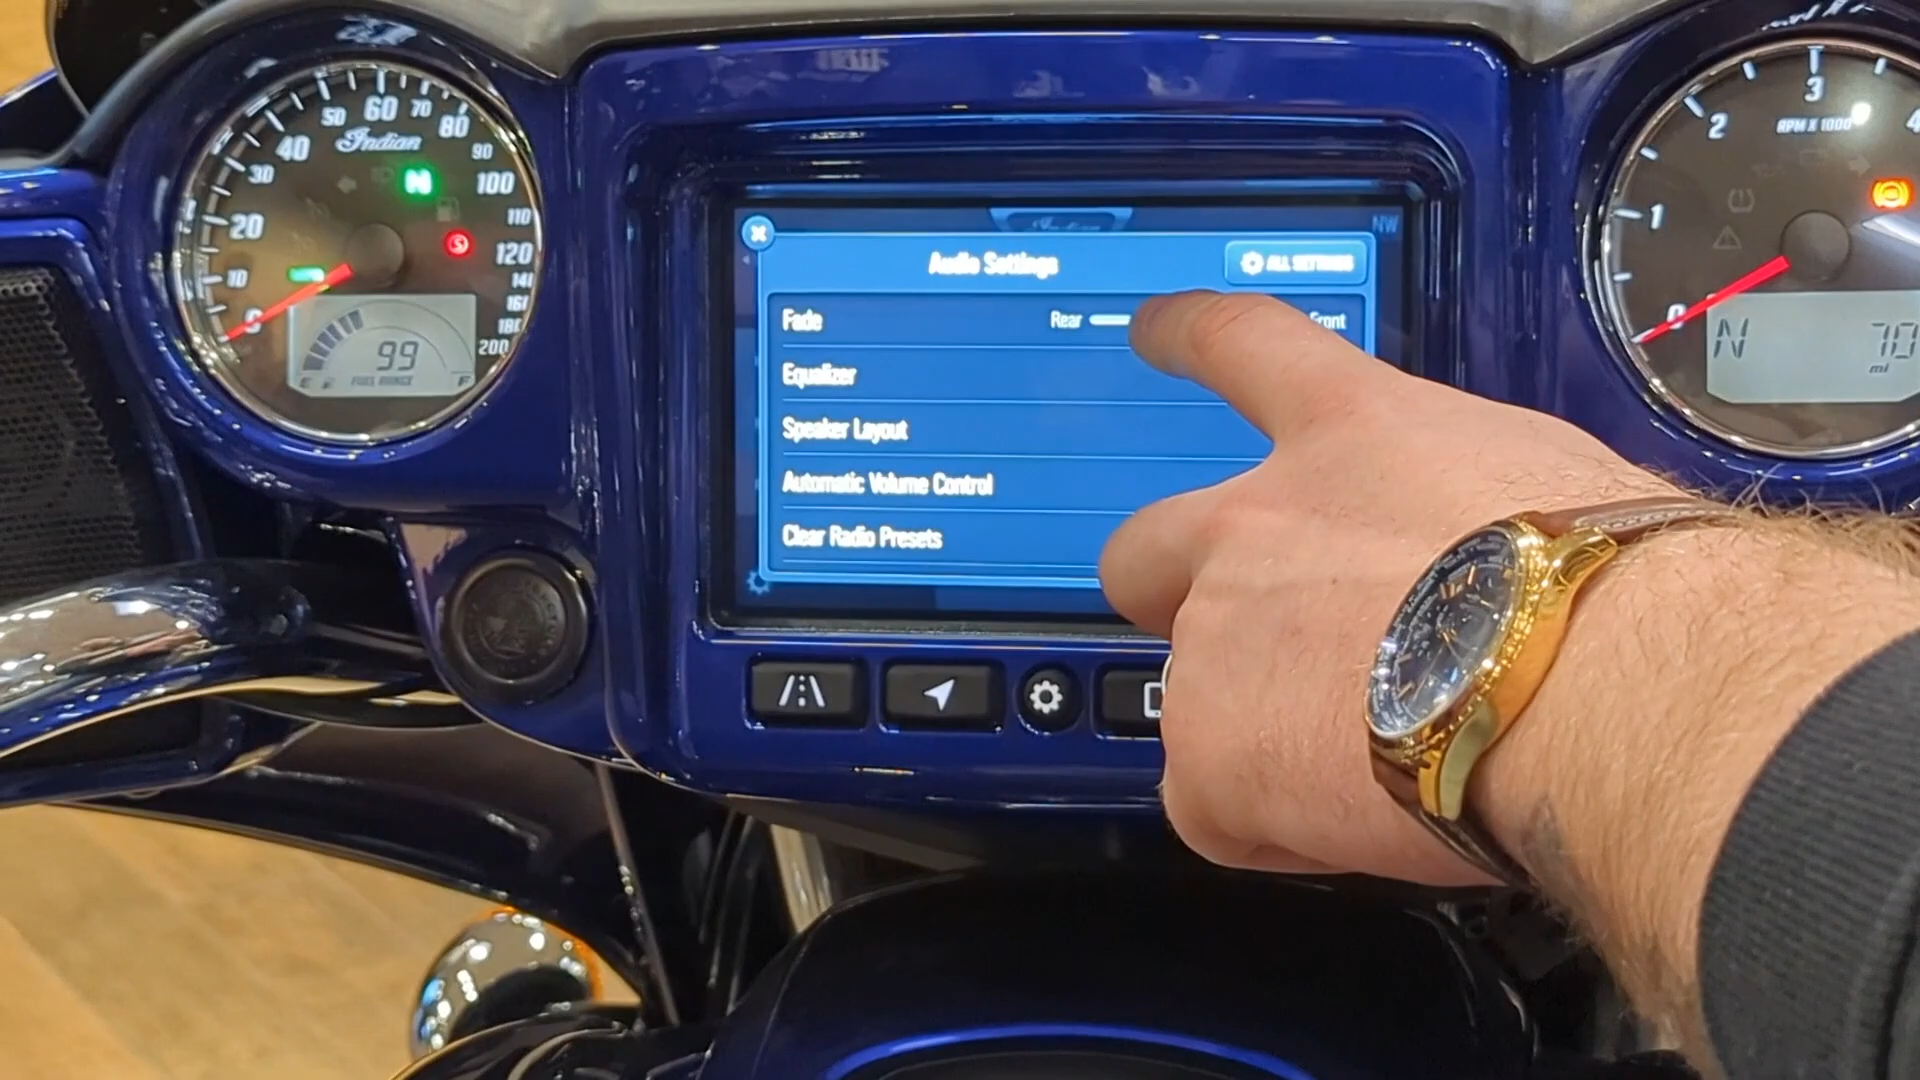 0 10 20 30 40 50 60 70 80 90 100 110 120 140 160 180 200
Indian
N
99
FUEL RANGE
E F
NW
Audio Settings
ALL SETTINGS
Fade Rear Front
Equalizer
Speaker Layout
Automatic Volume Control
Clear Radio Presets
0 1 2 3 4
RPM X 1000
N 70
mi